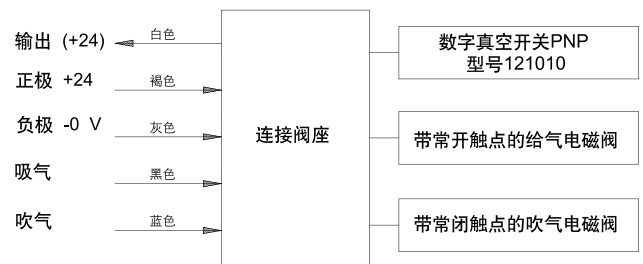 输出 (+24) 白色
正极 +24 褐色
负极 -0 V 灰色
吸气 黑色
吹气 蓝色
连接阀座
数字真空开关PNP
型号121010
带常开触点的给气电磁阀
带常闭触点的吹气电磁阀